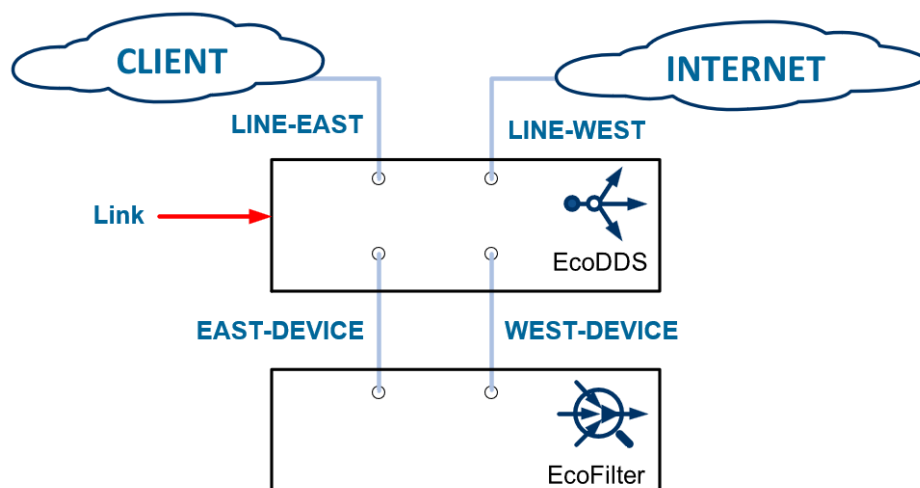 CLIENT
INTERNET
LINE-EAST
LINE-WEST
Link
EcoDDS
EAST-DEVICE
WEST-DEVICE
EcoFilter